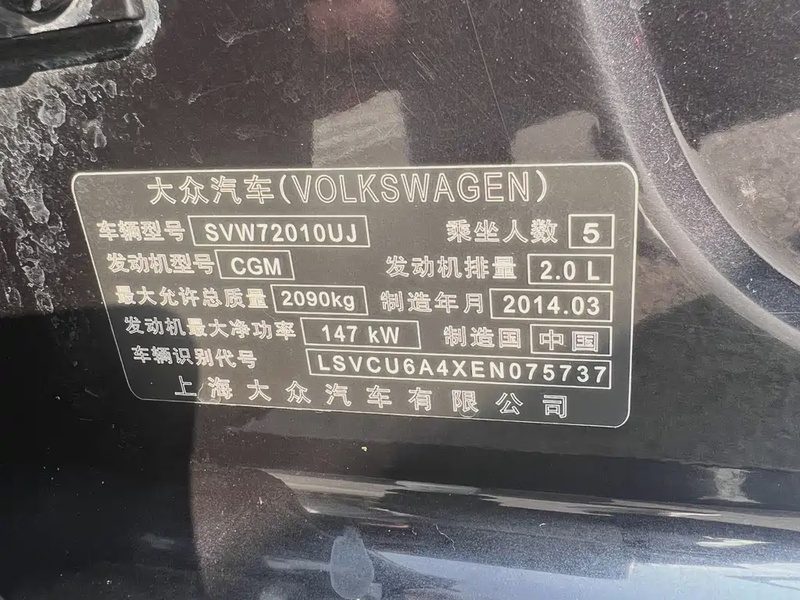 大众汽车(VOLKSWAGEN)
车辆型号 SVW72010UJ 乘坐人数 5
发动机型号 CGM 发动机排量 2.0 L
最大允许总质量 2090kg 制造年月 2014.03
发动机最大净功率 147 kW 制造国 中国
车辆识别代号 LSVCU6A4XEN075737
上海大众汽车有限公司